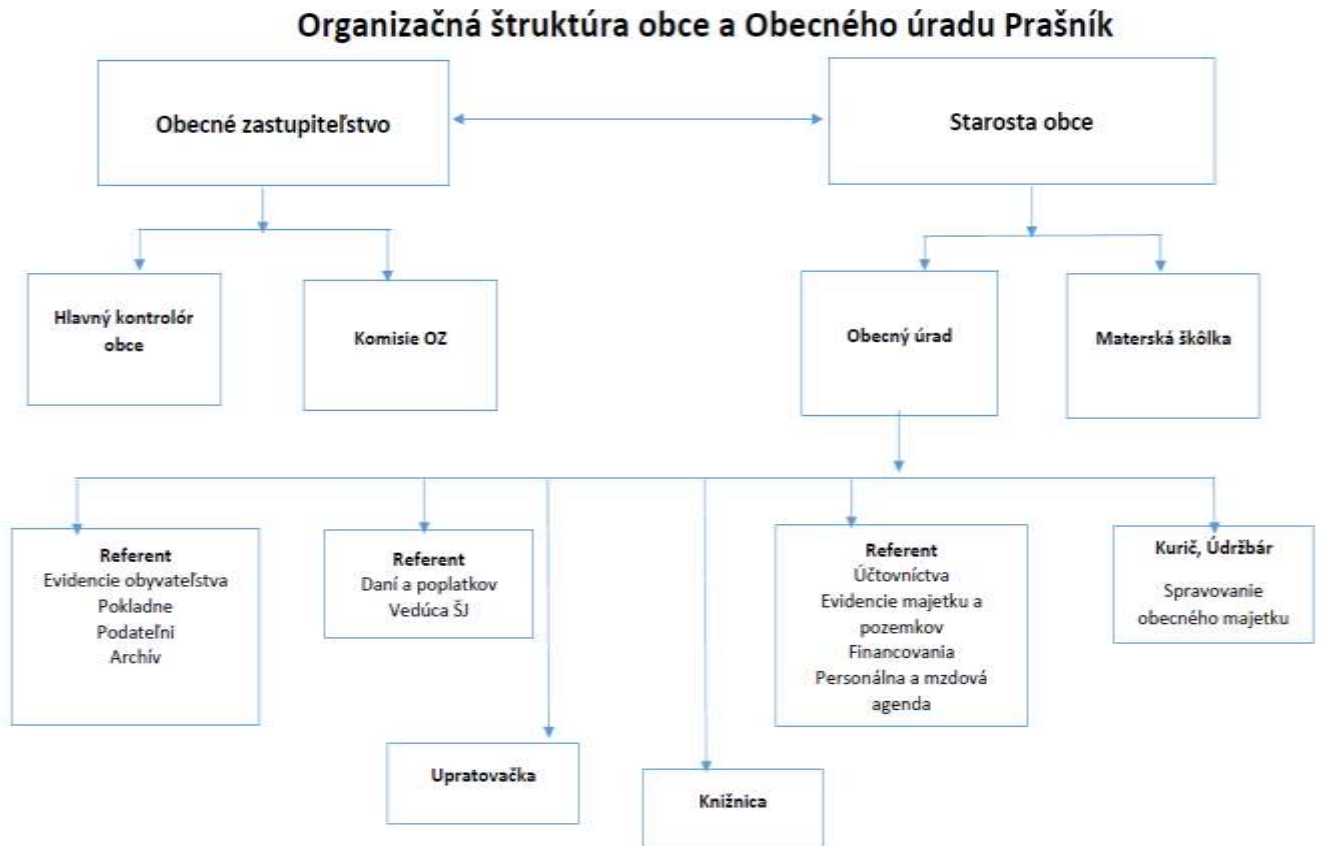 Organizačná štruktúra obce a Obecného úradu Prašník
Obecné zastupiteľstvo
Starosta obce
Hlavný kontrolór
obce
Komisie OZ
Obecný úrad
Materská škôlka
Referent
Evidencie obyvateľstva
Pokladne
Podateľni
Archív
Referent
Daní a poplatkov
Vedúca ŠJ
Referent
Účtovníctva
Evidencie majetku a
pozemkov
Financovania
Personálna a mzdová
agenda
Kurič, Údržbár
Spravovanie
obecného majetku
Upratovačka
Knižnica